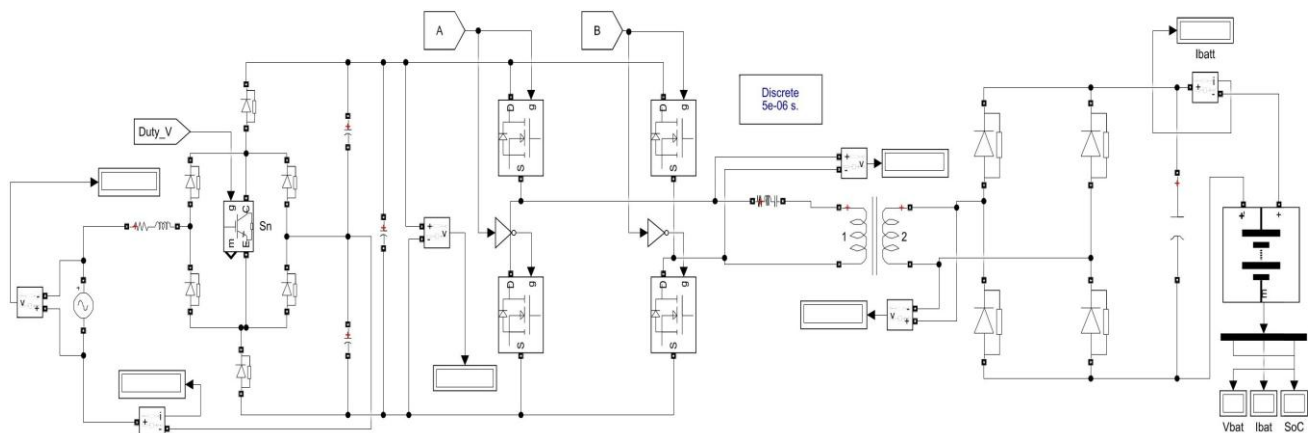 A
B
Ibatt
Discrete
5e-06 s.
Duty_V
Sn
g
C
m
E
D
g
S
D
g
S
D
g
S
D
g
S
+
-
v
+
-
v
+
-
v
-
+
v
+
-
i
+
-
i
1
2
+
m
Vbat
Ibat
SoC